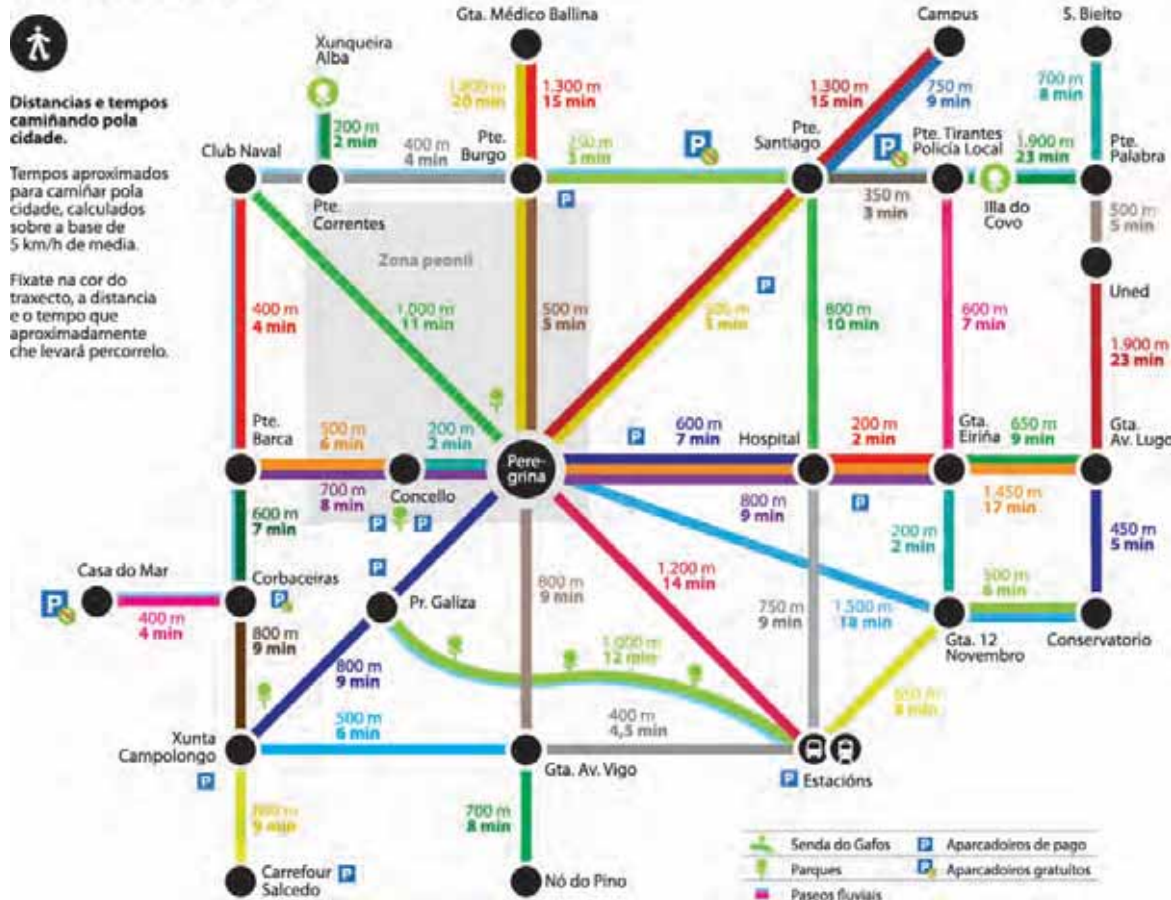 Distancias e tempos
camiñando pola
cidade.
Tempos aproximados
para camiñar pola
cidade, calculados
sobre a base de
5 km/h de media.
Fíxate na cor do
traxecto, a distancia
e o tempo que
aproximadamente
che levará percorrelo.
Gta. Médico Ballina
Campus
S. Bieito
Xunqueira
Alba
20 min
1.300 m
15 min
1.300 m
15 min
750 m
9 min
700 m
8 min
200 m
2 min
400 m
4 min
Club Naval
Pte.
Burgo
Pte.
Santiago
Pte. Tirantes
Policía Local
1.900 m
23 min
Pte.
Palabra
Pte.
Correntes
P
P
P
350 m
3 min
Illa do
Covo
500 m
5 min
Zona peonil
Uned
400 m
4 min
1.000 m
11 min
500 m
5 min
P
800 m
10 min
600 m
7 min
1.900 m
23 min
Pte.
Barca
500 m
6 min
200 m
2 min
P
600 m
7 min
Hospital
200 m
2 min
Gta.
Eiriña
650 m
9 min
Gta.
Av. Lugo
Pere-
grina
700 m
8 min
Concello
P P
800 m
9 min
P
1.450 m
17 min
600 m
7 min
P
200 m
2 min
450 m
5 min
Casa do Mar
P
400 m
4 min
Corbaceiras
P
Pr. Galiza
800 m
9 min
1.200 m
14 min
750 m
9 min
1.500 m
18 min
500 m
6 min
Gta. 12
Novembro
Conservatorio
800 m
9 min
800 m
9 min
1.000 m
12 min
650 m
8 min
500 m
6 min
400 m
4,5 min
Xunta
Campolongo
P
Gta. Av. Vigo
P Estacións
9 min
700 m
8 min
Carrefour P
Salcedo
Nó do Pino
Senda do Gafos
P Aparcadoiros de pago
Parques
P Aparcadoiros gratuítos
Paseos fluviais